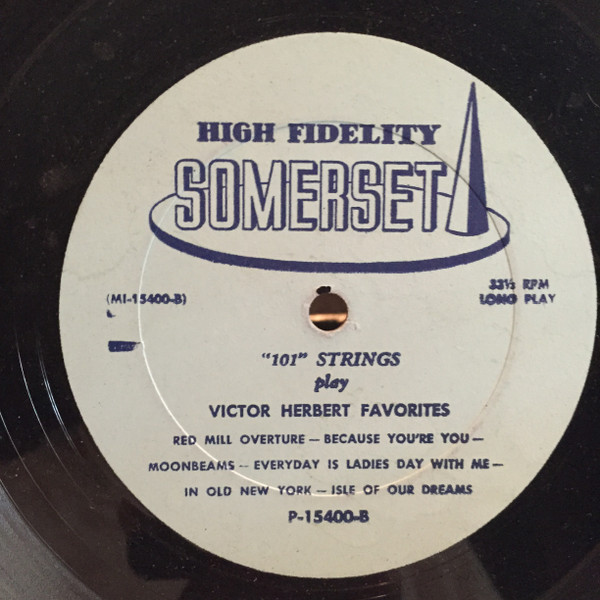 HIGH FIDELITY
SOMERSET
(MI-15400-B)
33⅓ RPM
LONG PLAY
"101" STRINGS
play
VICTOR HERBERT FAVORITES
RED MILL OVERTURE — BECAUSE YOU'RE YOU —
MOONBEAMS — EVERYDAY IS LADIES DAY WITH ME —
IN OLD NEW YORK — ISLE OF OUR DREAMS
P-15400-B